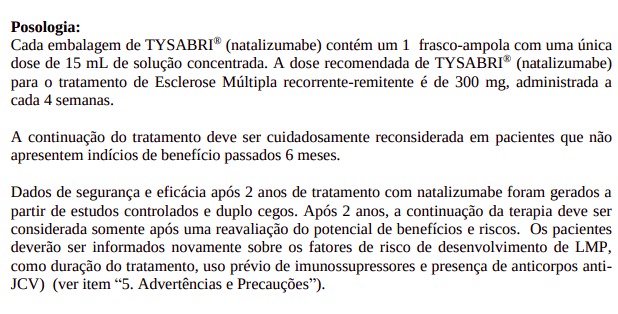 Posologia:
Cada embalagem de TYSABRI® (natalizumabe) contém um 1 frasco-ampola com uma única
dose de 15 mL de solução concentrada. A dose recomendada de TYSABRI® (natalizumabe)
para o tratamento de Esclerose Múltipla recorrente-remitente é de 300 mg, administrada a
cada 4 semanas.
A continuação do tratamento deve ser cuidadosamente reconsiderada em pacientes que não
apresentem indícios de benefício passados 6 meses.
Dados de segurança e eficácia após 2 anos de tratamento com natalizumabe foram gerados a
partir de estudos controlados e duplo cegos. Após 2 anos, a continuação da terapia deve ser
considerada somente após uma reavaliação do potencial de benefícios e riscos. Os pacientes
deverão ser informados novamente sobre os fatores de risco de desenvolvimento de LMP,
como duração do tratamento, uso prévio de imunossupressores e presença de anticorpos anti-
JCV) (ver item “5. Advertências e Precauções”).